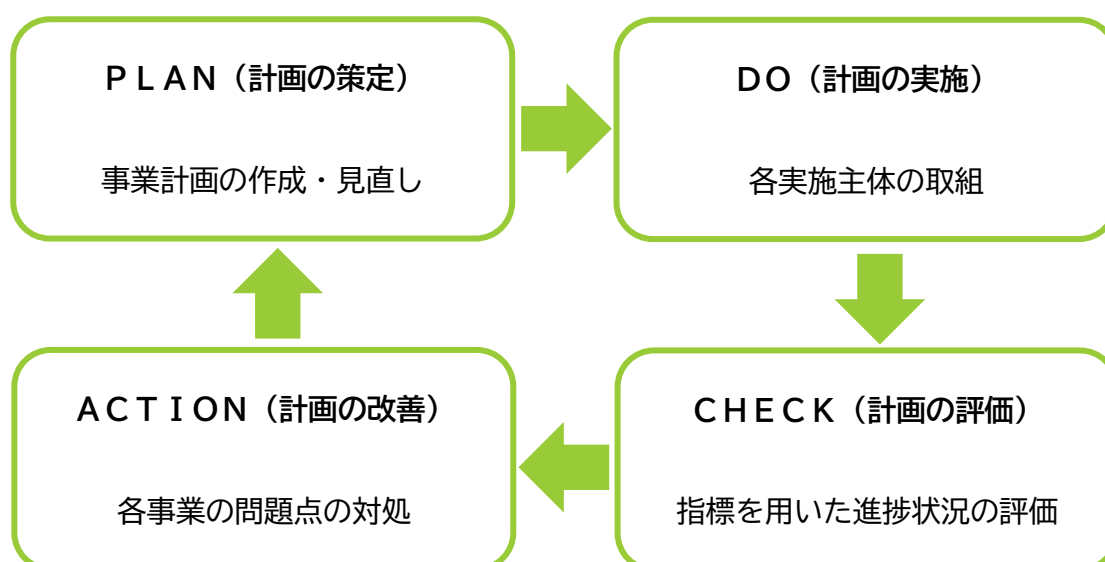 ＰＬＡＮ（計画の策定）
事業計画の作成・見直し
ＤＯ（計画の実施）
各実施主体の取組
ＣＨＥＣＫ（計画の評価）
指標を用いた進捗状況の評価
ＡＣＴＩＯＮ（計画の改善）
各事業の問題点の対処